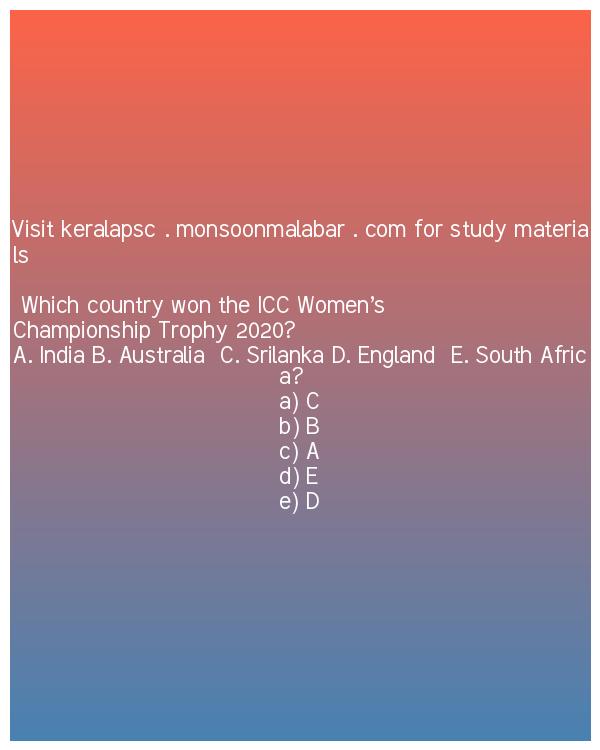 Visit keralapsc . monsoonmalabar . com for study materia
ls
Which country won the ICC Women's
Championship Trophy 2020?
A. India B. Australia C. Srilanka D. England E. South Afric
a?
a) C
b) B
c) A
d) E
e) D